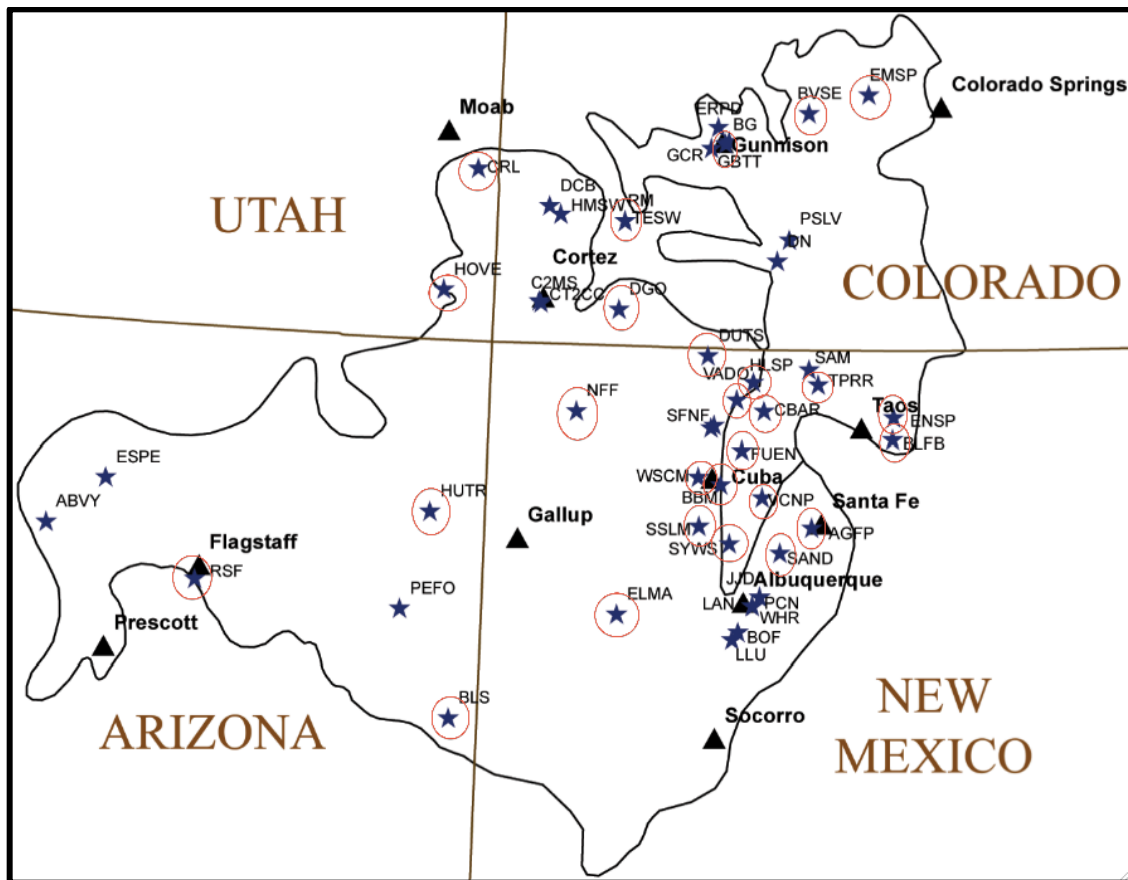 EMSP
Colorado Springs
BVSE
ERPD
Moab
BG
Gunnison
GCR
GBTT
CRL
DCB
RM
HMSW
TESW
UTAH
PSLV
DN
Cortez
HOVE
COLORADO
C2MS
CT2CC
DGO
DUTS
HLSP
SAM
VADO
TPRR
NFF
Taos
CBAR
SFNF
ENSP
BLFB
FUEN
ESPE
WSCM
Cuba
HUTR
BBM
VCNP
Santa Fe
ABVY
Gallup
SSLM
AGFP
SYWS
Flagstaff
SAND
RSF
JJD
Albuquerque
ELMA
LAN
PCN
PEFO
WHR
Prescott
BOF
LLU
BLS
NEW
MEXICO
ARIZONA
Socorro